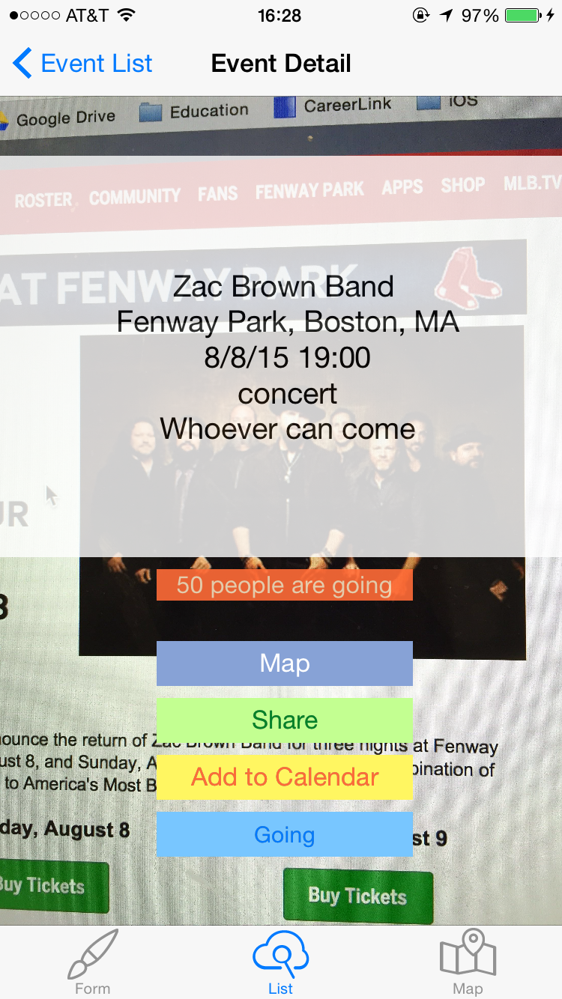 AT&T 16:28 97%
Event List Event Detail
Google Drive Education CareerLink iOS
ROSTER COMMUNITY FANS FENWAY PARK APPS SHOP MLB.TV
AT FENWAY PARK
Zac Brown Band
Fenway Park, Boston, MA
8/8/15 19:00
concert
Whoever can come
UR
50 people are going
3
Map
Share
nounce the return of Zac Brown Band for three nights at Fenway
ust 8, and Sunday, A
bination of
Add to Calendar
to America's Most B
day, August 8
Going
st 9
Buy Tickets Buy Tickets
Form List Map